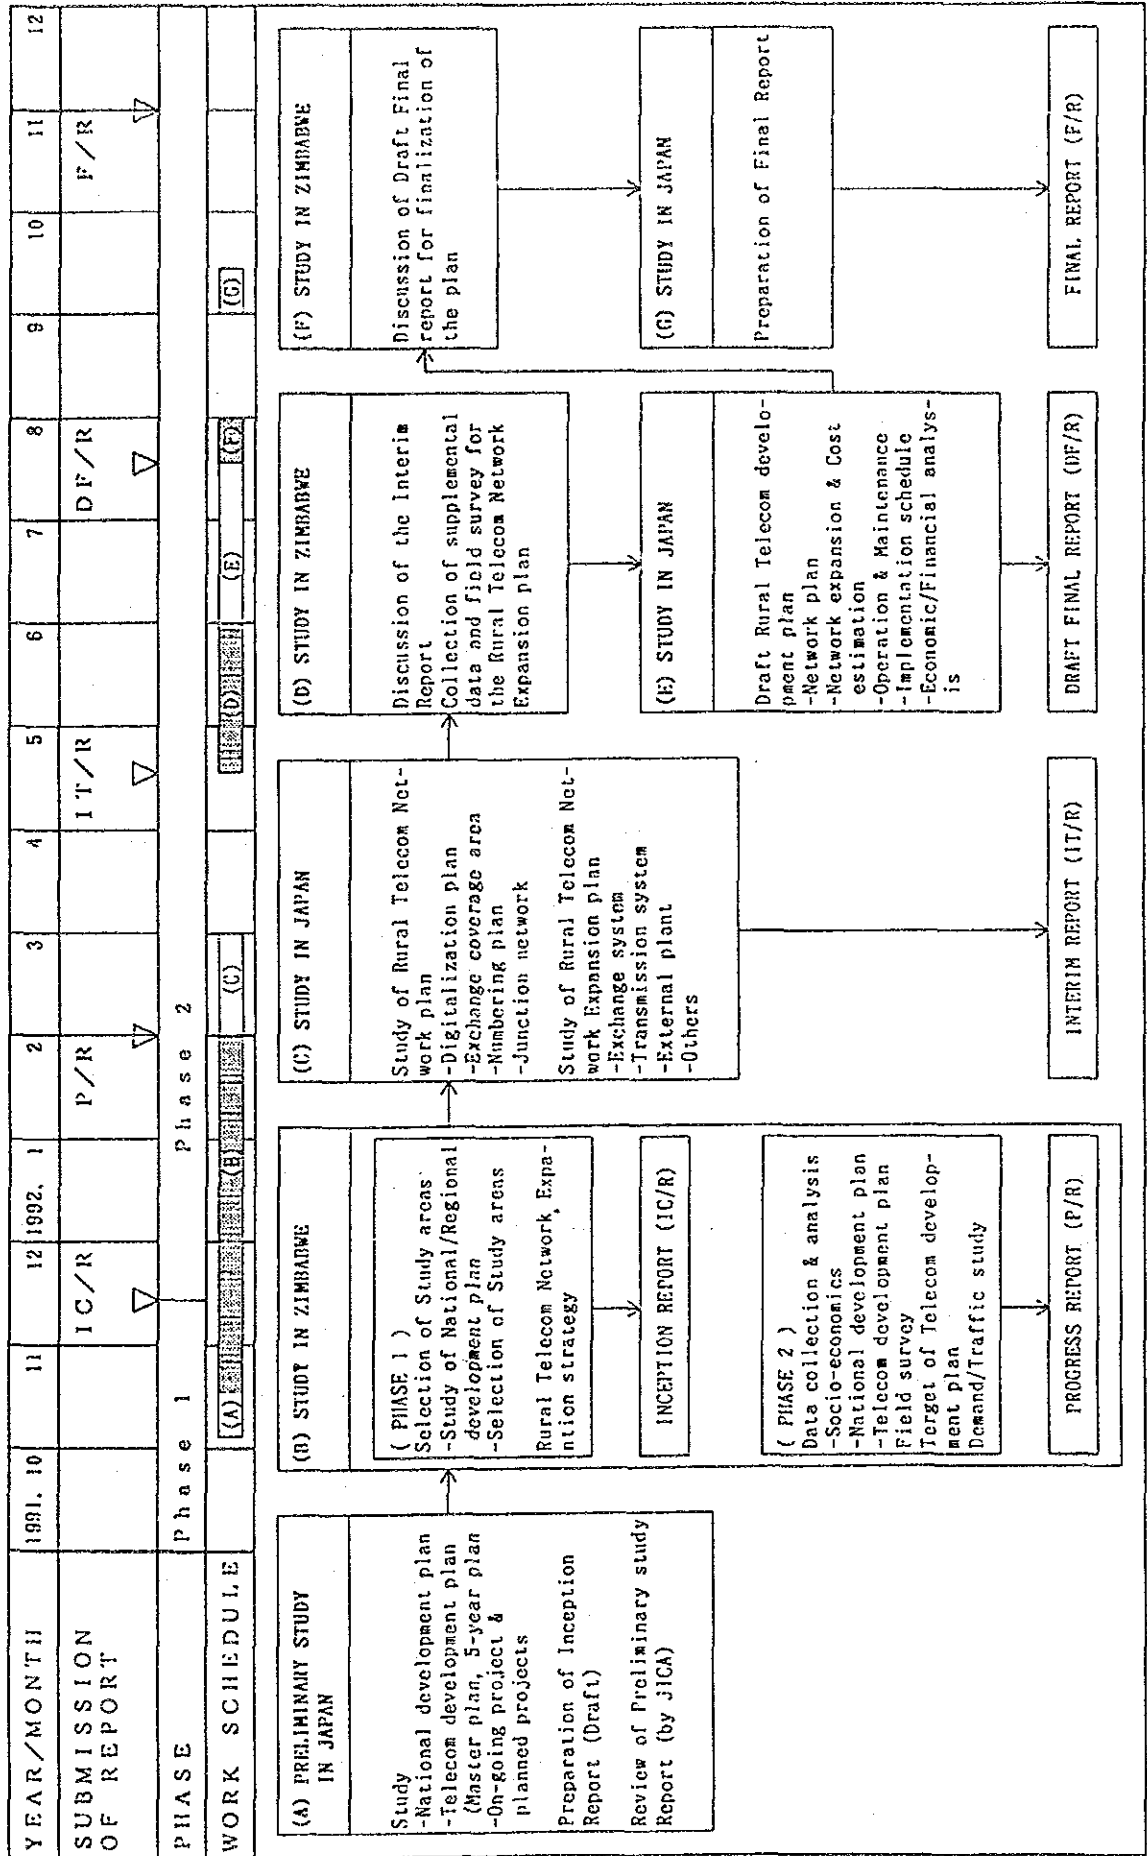 YEAR/MONTH 1991. 10 11 12 1992. 1 2 3 4 5 6 7 8 9 10 11 12
SUBMISSION
OF REPORT
IC/R P/R IT/R DF/R F/R
PHASE Phase 1 Phase 2
WORK SCHEDULE (A) (B) (C) (D) (E) (F) (G)
(A) PRELIMINARY STUDY
IN JAPAN
Study
-National development plan
-Telecom development plan
(Master plan, 5-year plan
-On-going project &
planned projects
Preparation of Inception
Report (Draft)
Review of Preliminary study
Report (by JICA)
(B) STUDY IN ZIMBABWE
( PHASE 1 )
Selection of Study areas
-Study of National/Regional
development plan
-Selection of Study areas
Rural Telecom Network Expa-
ntion strategy
INCEPTION REPORT (IC/R)
( PHASE 2 )
Data collection & analysis
-Socio-economics
-National development plan
-Telecom development plan
Field survey
Terget of Telecom develop-
ment plan
Demand/Traffic study
PROGRESS REPORT (P/R)
(C) STUDY IN JAPAN
Study of Rural Telecom Net-
work plan
-Digitalization plan
-Exchange coverage area
-Numbering plan
-Junction network
Study of Rural Telecom Net-
work Expansion plan
-Exchange system
-Transmission system
-External plant
-Others
INTERIM REPORT (IT/R)
(D) STUDY IN ZIMBABWE
Discussion of the Interim
Report
Collection of supplemental
data and field survey for
the Rural Telecom Network
Expansion plan
(E) STUDY IN JAPAN
Draft Rural Telecom develo-
pment plan
-Network plan
-Network expansion & Cost
estimation
-Operation & Maintenance
-Implementation schedule
-Economic/Financial analys-
is
DRAFT FINAL REPORT (DF/R)
(F) STUDY IN ZIMBABWE
Discussion of Draft Final
report for finalization of
the plan
(G) STUDY IN JAPAN
Preparation of Final Report
FINAL REPORT (F/R)